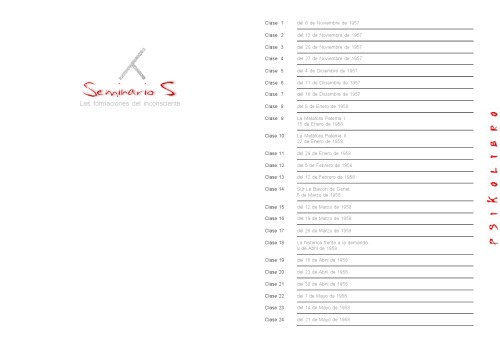 Seminario 5
Las formaciones del inconsciente
Clase 1 del 6 de Noviembre de 1957
Clase 2 del 13 de Noviembre de 1957
Clase 3 del 20 de Noviembre de 1957
Clase 4 del 27 de Noviembre de 1957
Clase 5 del 4 de Diciembre de 1957
Clase 6 del 11 de Diciembre de 1957
Clase 7 del 18 de Diciembre de 1957
Clase 8 del 8 de Enero de 1958
Clase 9 La Metáfora Paterna I
15 de Enero de 1958
Clase 10 La Metáfora Paterna II
22 de Enero de 1958
Clase 11 del 29 de Enero de 1958
Clase 12 del 5 de Febrero de 1958
Clase 13 del 12 de Febrero de 1958
Clase 14 Sur Le Balcon de Genet
5 de Marzo de 1958
Clase 15 del 12 de Marzo de 1958
Clase 16 del 19 de Marzo de 1958
Clase 17 del 26 de Marzo de 1958
Clase 18 La histérica frente a la demanda
9 de Abril de 1958
Clase 19 del 16 de Abril de 1958
Clase 20 del 23 de Abril de 1958
Clase 21 del 30 de Abril de 1958
Clase 22 del 7 de Mayo de 1958
Clase 23 del 14 de Mayo de 1958
Clase 24 del 21 de Mayo de 1958
PSIKOLIBRO